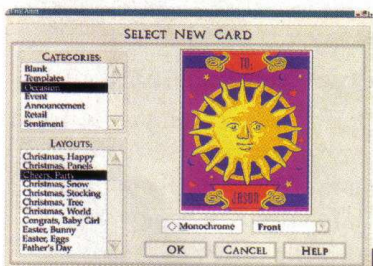 SELECT NEW CARD
CATEGORIES:
Blank
Templates
Occasion
Event
Announcement
Retail
Sentiment
LAYOUTS:
Christmas, Happy
Christmas, Panels
Cheers, Party
Christmas, Snow
Christmas, Stocking
Christmas, Tree
Christmas, World
Congrats, Baby Girl
Easter, Bunny
Easter, Eggs
Father's Day
TO:
JASON
Monochrome
Front
OK
CANCEL
HELP